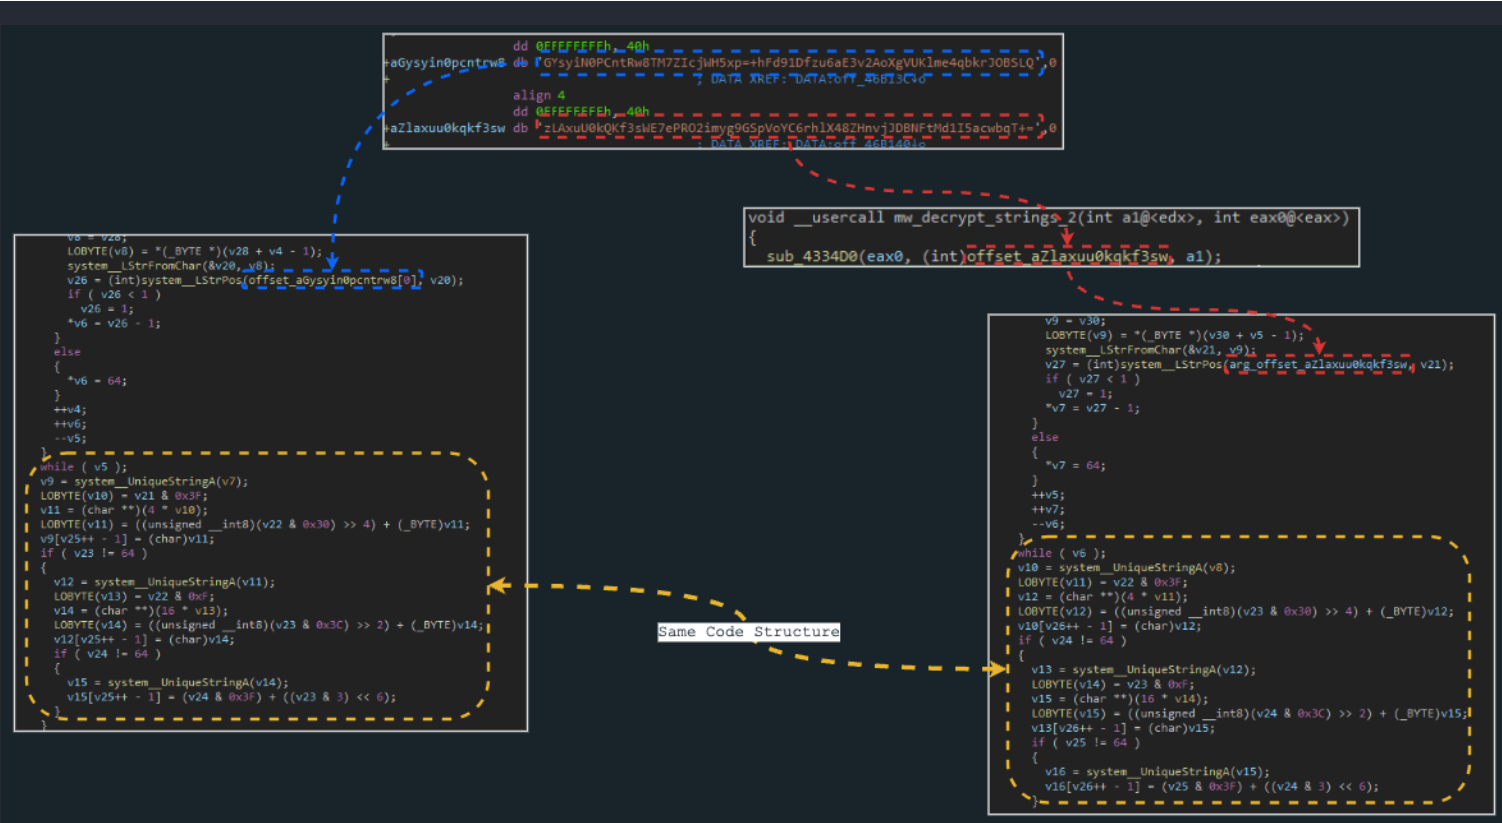 dd 0FFFFFFFFh, 40h
+aGysyin0pcntrw8 db 'GYsyiN0PCntRw8TM7ZIcjWH5xp=+hFd91Dfzu6aE3v2AoXgVUKlme4qbkrJOBSLQ',0
+ ; DATA XREF: DATA:off_46B13C↓o
align 4
dd 0FFFFFFFFh, 40h
+aZlaxuu0kqkf3sw db 'zLAxuU0kQKf3sWE7ePRO2imyg9GSpVoYC6rhlX48ZHnvjJDBNFtMd1I5acwbqT+=',0
+ ; DATA XREF: DATA:off_46B140↓o
void __usercall mw_decrypt_strings_2(int a1@<edx>, int eax0@<eax>)
{
sub_4334D0(eax0, (int)offset_aZlaxuu0kqkf3sw, a1);
v8 = v28;
LOBYTE(v8) = *(_BYTE *)(v28 + v4 - 1);
system__LStrFromChar(&v20, v8);
v26 = (int)system__LStrPos(offset_aGysyin0pcntrw8[0], v20);
if ( v26 < 1 )
v26 = 1;
*v6 = v26 - 1;
}
else
{
*v6 = 64;
}
++v4;
++v6;
--v5;
}
while ( v5 );
v9 = system__UniqueStringA(v7);
LOBYTE(v10) = v21 & 0x3F;
v11 = (char **)(4 * v10);
LOBYTE(v11) = ((unsigned __int8)(v22 & 0x30) >> 4) + (_BYTE)v11;
v9[v25++ - 1] = (char)v11;
if ( v23 != 64 )
{
v12 = system__UniqueStringA(v11);
LOBYTE(v13) = v22 & 0xF;
v14 = (char **)(16 * v13);
LOBYTE(v14) = ((unsigned __int8)(v23 & 0x3C) >> 2) + (_BYTE)v14;
v12[v25++ - 1] = (char)v14;
if ( v24 != 64 )
{
v15 = system__UniqueStringA(v14);
v15[v25++ - 1] = (v24 & 0x3F) + ((v23 & 3) << 6);
}
}
Same Code Structure
v9 = v30;
LOBYTE(v9) = *(_BYTE *)(v30 + v5 - 1);
system__LStrFromChar(&v21, v9);
v27 = (int)system__LStrPos(arg_offset_aZlaxuu0kqkf3sw, v21);
if ( v27 < 1 )
v27 = 1;
*v7 = v27 - 1;
}
else
{
*v7 = 64;
}
++v5;
++v7;
--v6;
}
while ( v6 );
v10 = system__UniqueStringA(v8);
LOBYTE(v11) = v22 & 0x3F;
v12 = (char **)(4 * v11);
LOBYTE(v12) = ((unsigned __int8)(v23 & 0x30) >> 4) + (_BYTE)v12;
v10[v26++ - 1] = (char)v12;
if ( v24 != 64 )
{
v13 = system__UniqueStringA(v12);
LOBYTE(v14) = v23 & 0xF;
v15 = (char **)(16 * v14);
LOBYTE(v15) = ((unsigned __int8)(v24 & 0x3C) >> 2) + (_BYTE)v15;
v13[v26++ - 1] = (char)v15;
if ( v25 != 64 )
{
v16 = system__UniqueStringA(v15);
v16[v26++ - 1] = (v25 & 0x3F) + ((v24 & 3) << 6);
}